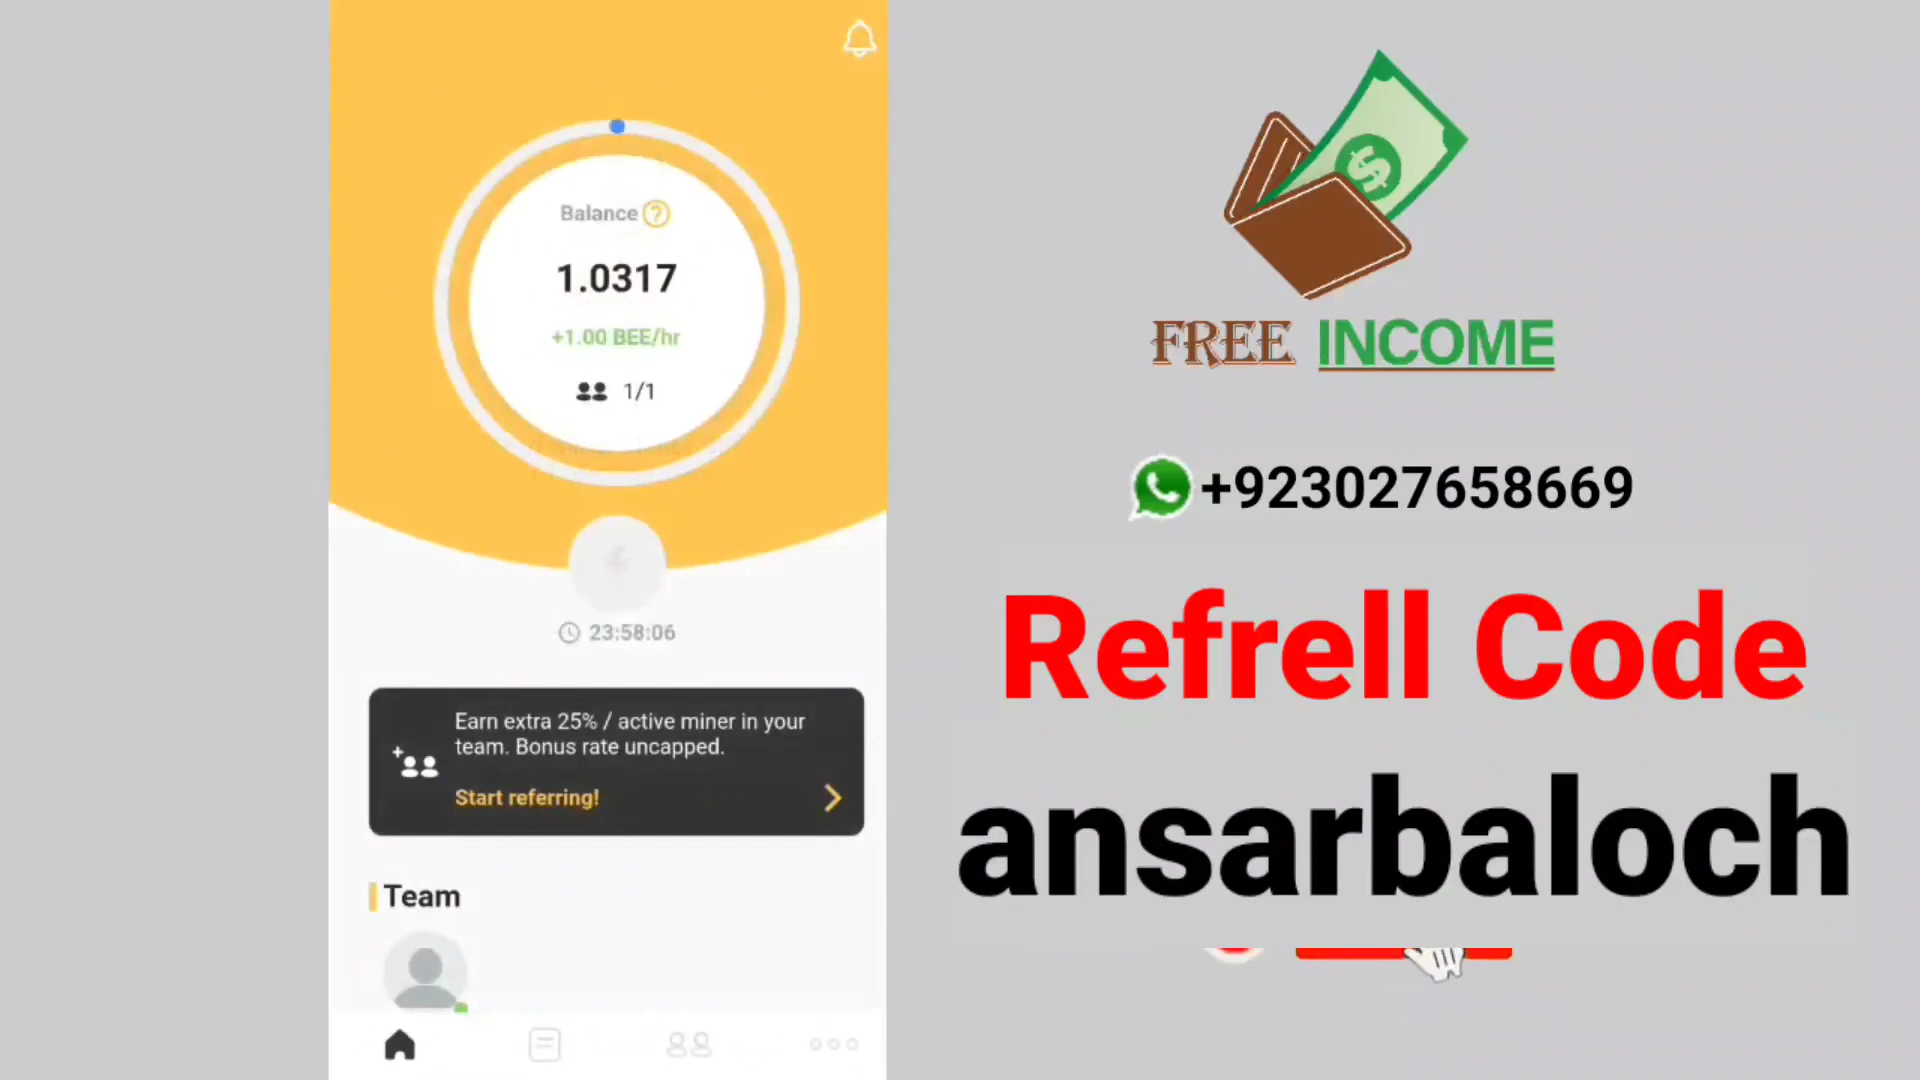 Balance ?
1.0317
+1.00 BEE/hr
1/1
23:58:06
Earn extra 25% / active miner in your
team. Bonus rate uncapped.
Start referring!
Team
$
FREE INCOME
+923027658669
Refrell Code
ansarbaloch